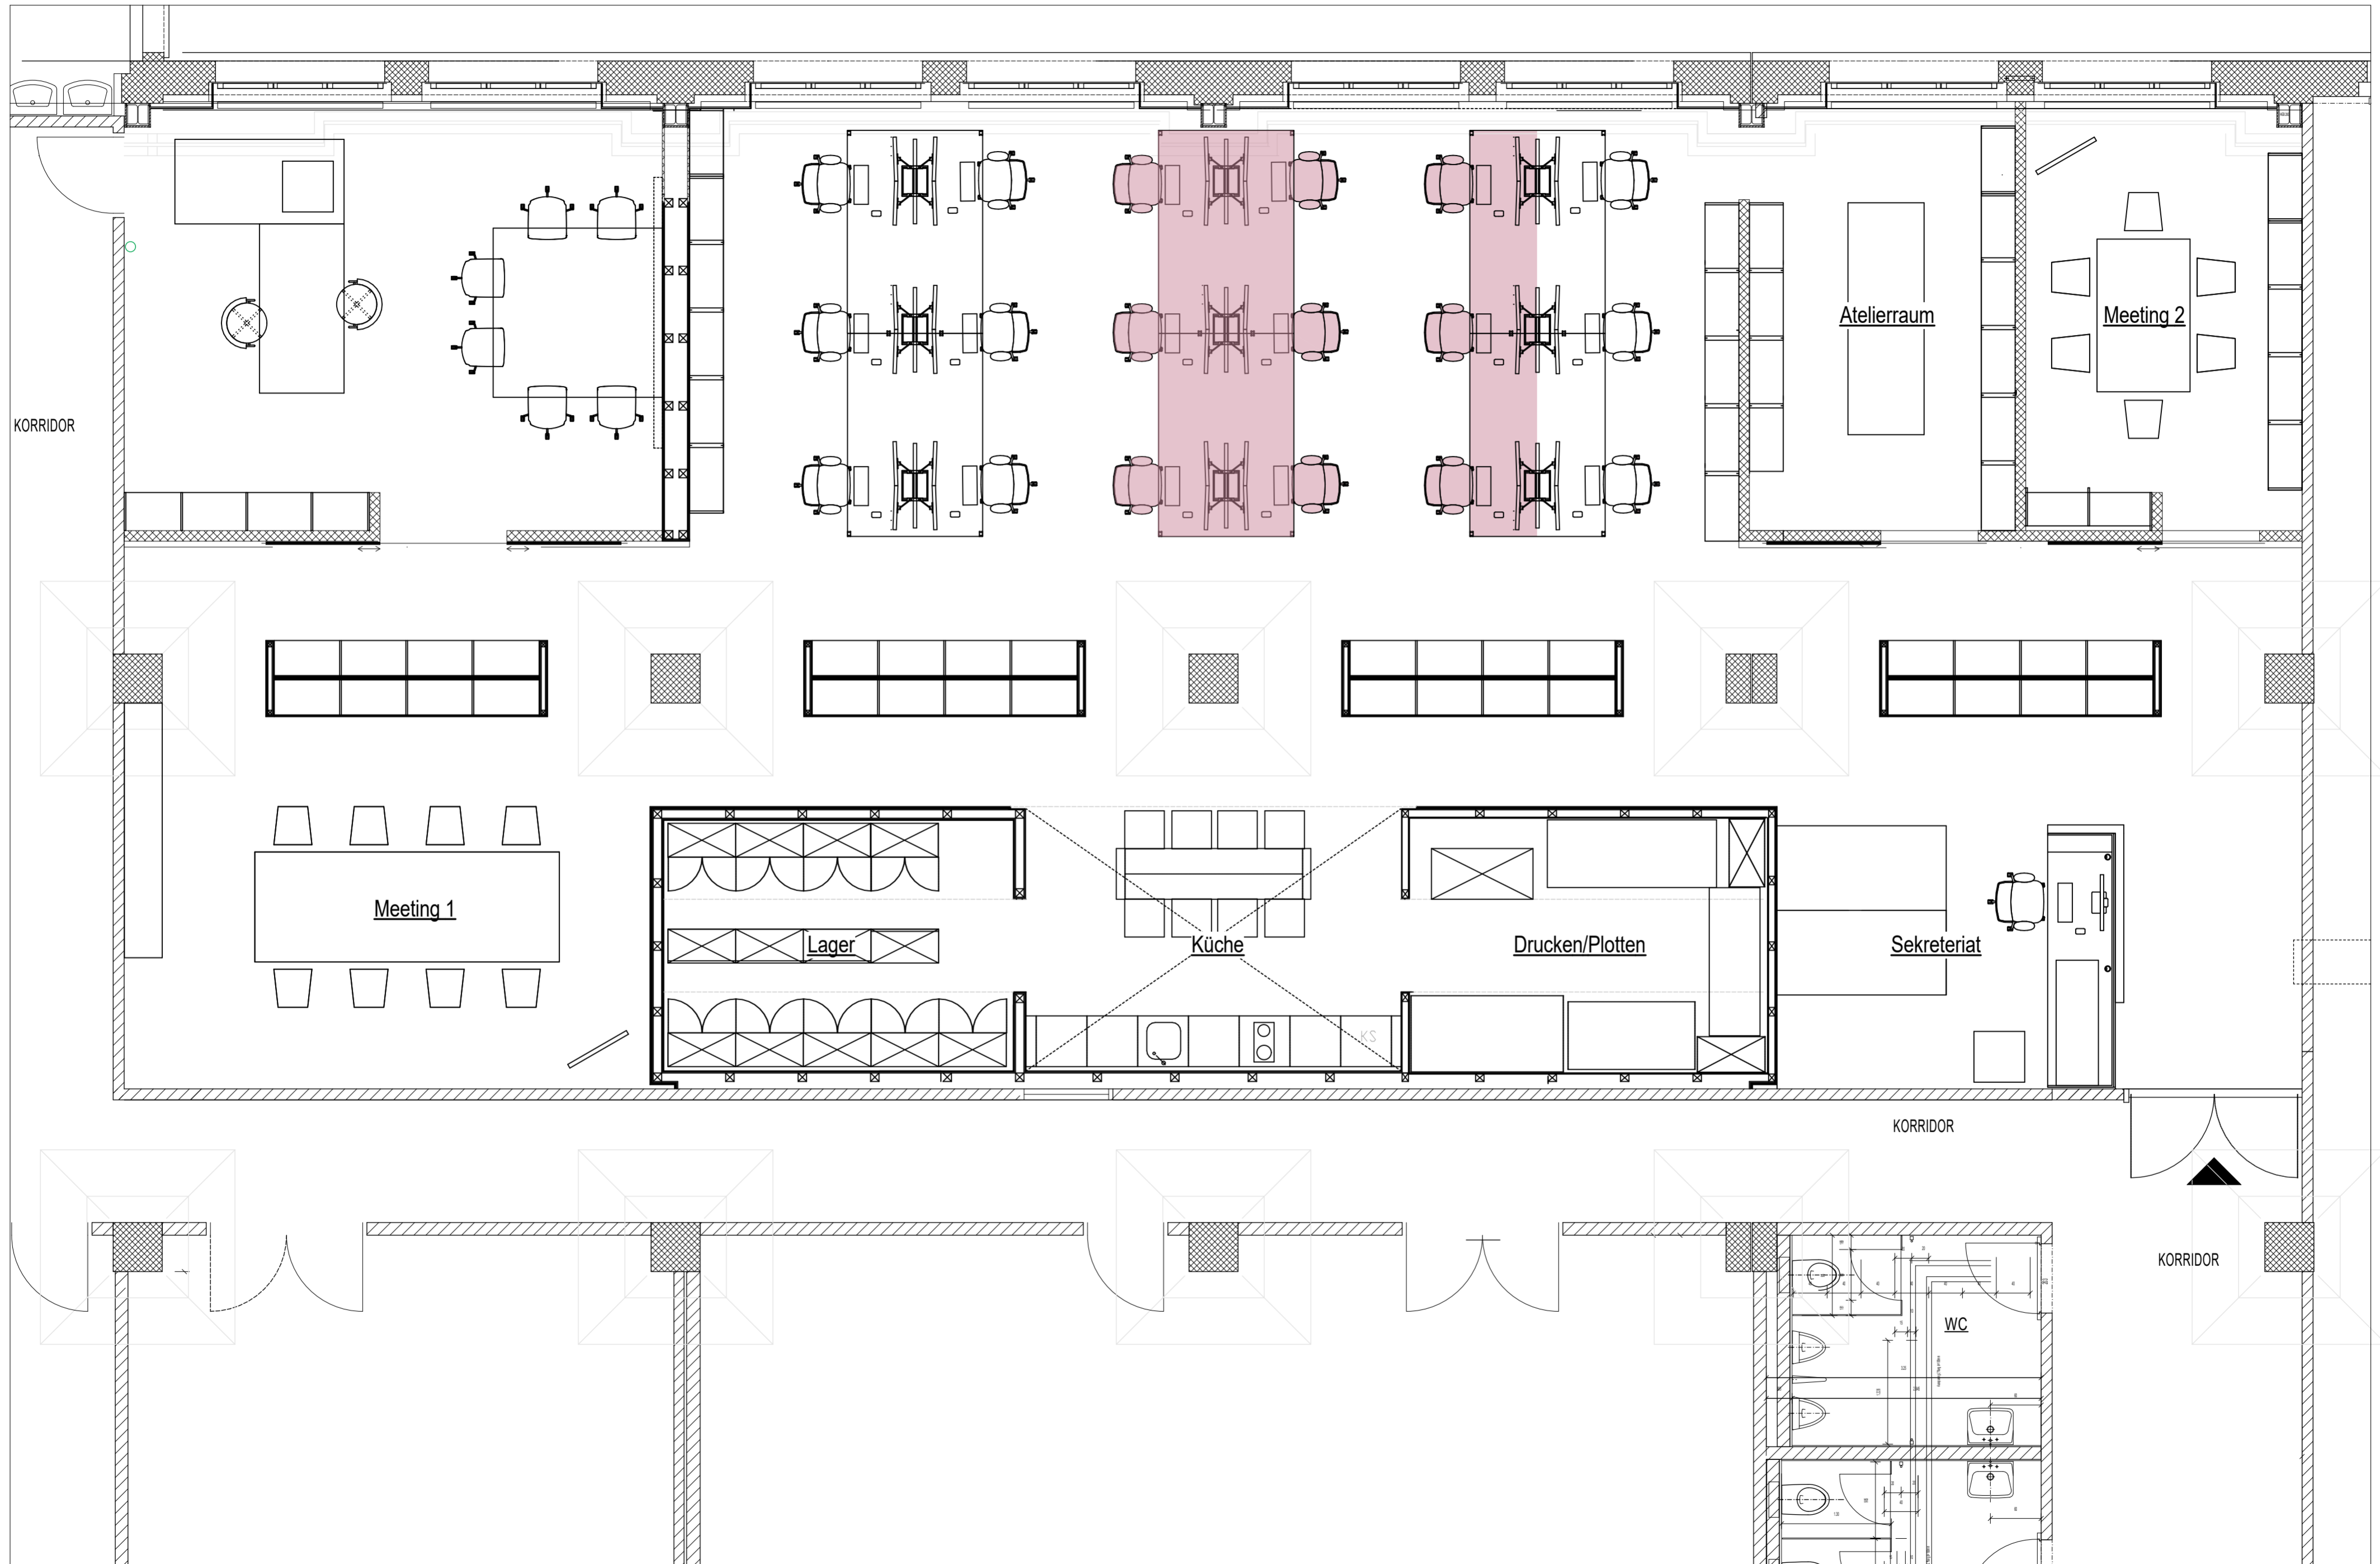 Atelierraum
Meeting 2
KORRIDOR
Meeting 1
Lager
Küche
Drucken/Plotten
Sekreteriat
KS
KORRIDOR
KORRIDOR
WC